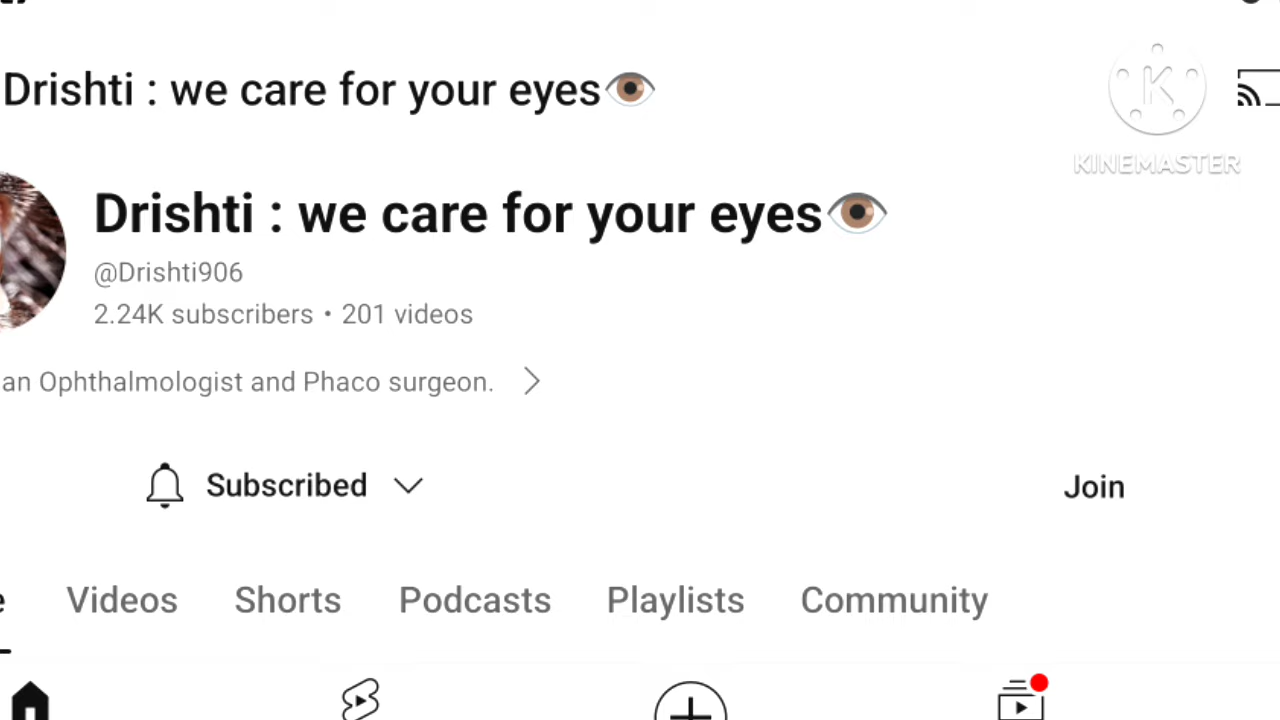 Drishti : we care for your eyes👁️
K
KINEMASTER
Drishti : we care for your eyes👁️
@Drishti906
2.24K subscribers • 201 videos
an Ophthalmologist and Phaco surgeon.
Subscribed
Join
Videos Shorts Podcasts Playlists Community